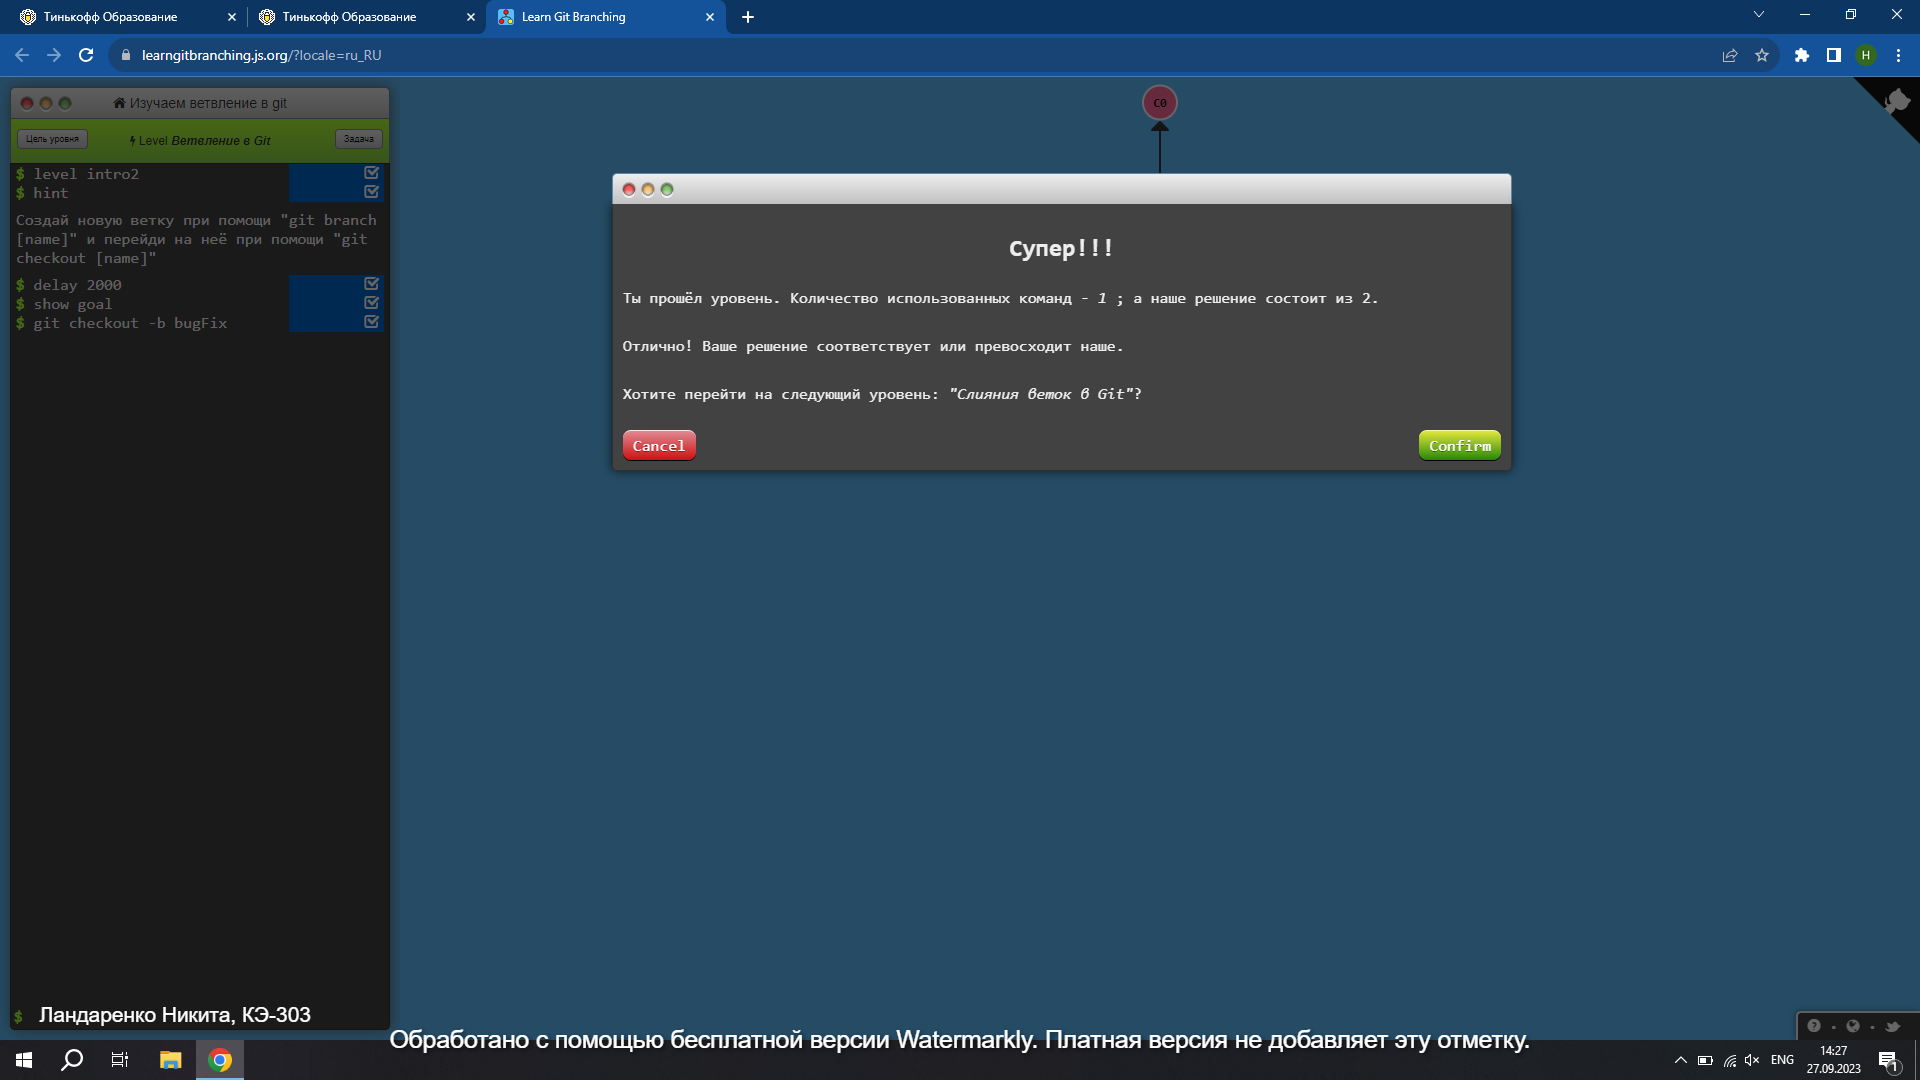 Тинькофф Образование
Тинькофф Образование
Learn Git Branching
learngitbranching.js.org/?locale=ru_RU
H
Изучаем ветвление в git
Цель уровня
Level Ветвление в Git
Задача
$ level intro2
$ hint
Создай новую ветку при помощи "git branch
[name]" и перейди на неё при помощи "git
checkout [name]"
$ delay 2000
$ show goal
$ git checkout -b bugFix
C0
Супер!!!
Ты прошёл уровень. Количество использованных команд - 1 ; а наше решение состоит из 2.
Отлично! Ваше решение соответствует или превосходит наше.
Хотите перейти на следующий уровень: "Слияния веток в Git"?
Cancel
Confirm
$ Ландаренко Никита, КЭ-303
Обработано с помощью бесплатной версии Watermarkly. Платная версия не добавляет эту отметку.
ENG
14:27
27.09.2023
1